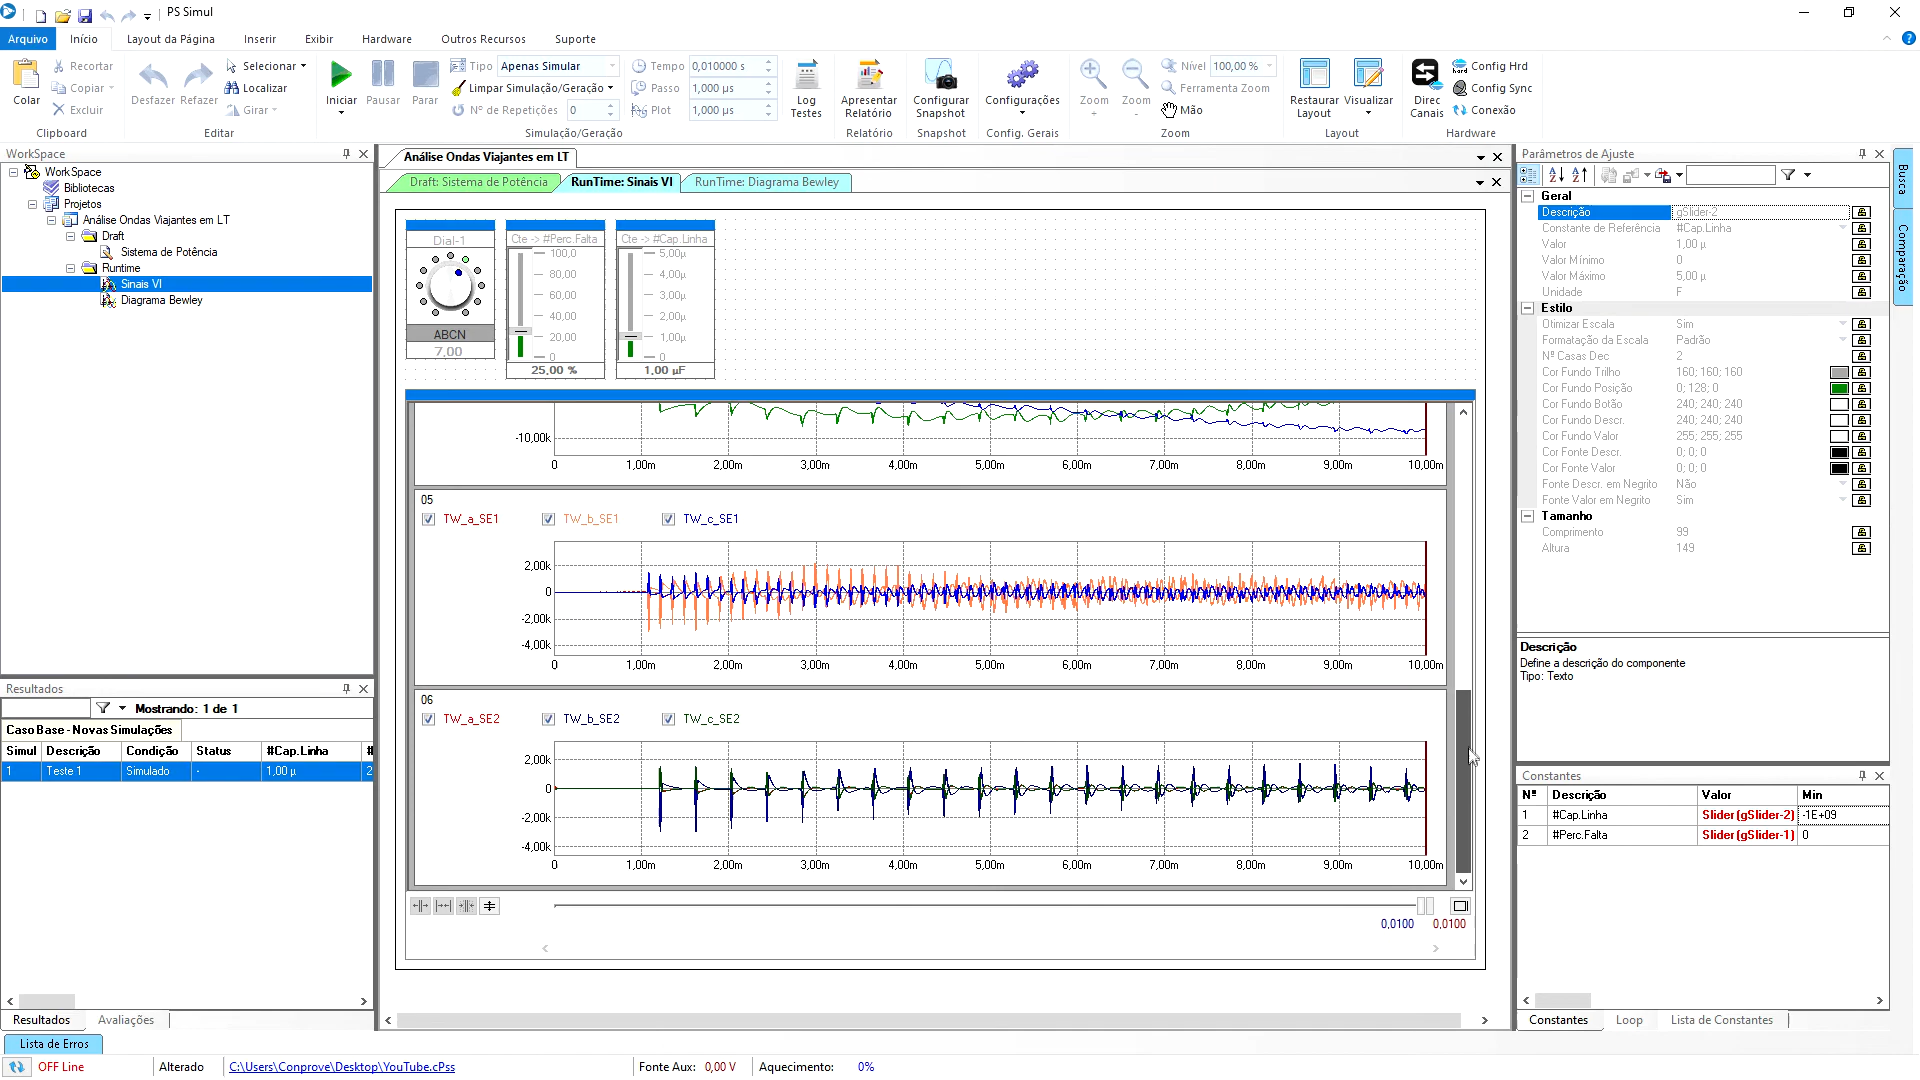 PS Simul
Arquivo Início Layout da Página Inserir Exibir Hardware Outros Recursos Suporte
Colar Recortar Copiar Excluir Clipboard
Desfazer Refazer Selecionar Localizar Girar Editar
Iniciar Pausar Parar
Tipo Apenas Simular
Limpar Simulação/Geração
Nº de Repetições 0
Tempo 0,010000 s
Passo 1,000 µs
Plot 1,000 µs
Simulação/Geração
Log Testes
Apresentar Relatório Relatório
Configurar Snapshot Snapshot
Configurações Config. Gerais
Zoom + Zoom -
Nível 100,00 %
Ferramenta Zoom
Mão
Zoom
Restaurar Layout Visualizar Layout
Direc Canais Config Hrd Config Sync Conexão Hardware
WorkSpace
WorkSpace
Bibliotecas
Projetos
Análise Ondas Viajantes em LT
Draft
Sistema de Potência
Runtime
Sinais VI
Diagrama Bewley
Resultados
Mostrando: 1 de 1
Caso Base - Novas Simulações
Simul Descrição Condição Status #Cap.Linha #
1 Teste 1 Simulado - 1,00 µ 2
Resultados Avaliações
Análise Ondas Viajantes em LT
Draft: Sistema de Potência RunTime: Sinais VI RunTime: Diagrama Bewley
Dial-1
ABCN
7,00
Cte -> #Perc.Falta
100,0
80,00
60,00
40,00
20,00
0
25,00 %
Cte -> #Cap.Linha
5,00µ
4,00µ
3,00µ
2,00µ
1,00µ
0
1,00 µF
-10,00k
0 1,00m 2,00m 3,00m 4,00m 5,00m 6,00m 7,00m 8,00m 9,00m 10,00m
05
TW_a_SE1 TW_b_SE1 TW_c_SE1
2,00k
0
-2,00k
-4,00k
0 1,00m 2,00m 3,00m 4,00m 5,00m 6,00m 7,00m 8,00m 9,00m 10,00m
06
TW_a_SE2 TW_b_SE2 TW_c_SE2
2,00k
0
-2,00k
-4,00k
0 1,00m 2,00m 3,00m 4,00m 5,00m 6,00m 7,00m 8,00m 9,00m 10,00m
0,0100 0,0100
Parâmetros de Ajuste
Geral
Descrição gSlider-2
Constante de Referência #Cap.Linha
Valor 1,00 µ
Valor Mínimo 0
Valor Máximo 5,00 µ
Unidade F
Estilo
Otimizar Escala Sim
Formatação da Escala Padrão
Nº Casas Dec 2
Cor Fundo Trilho 160; 160; 160
Cor Fundo Posição 0; 128; 0
Cor Fundo Botão 240; 240; 240
Cor Fundo Descr. 240; 240; 240
Cor Fundo Valor 255; 255; 255
Cor Fonte Descr. 0; 0; 0
Cor Fonte Valor 0; 0; 0
Fonte Descr. em Negrito Não
Fonte Valor em Negrito Sim
Tamanho
Comprimento 99
Altura 149
Descrição
Define a descrição do componente
Tipo: Texto
Constantes
Nº Descrição Valor Min
1 #Cap.Linha Slider (gSlider-2) -1E+09
2 #Perc.Falta Slider (gSlider-1) 0
Constantes Loop Lista de Constantes
Busca
Comparação
Lista de Erros
OFF Line Alterado C:\Users\Conprove\Desktop\YouTube.cPss Fonte Aux: 0,00 V Aquecimento: 0%